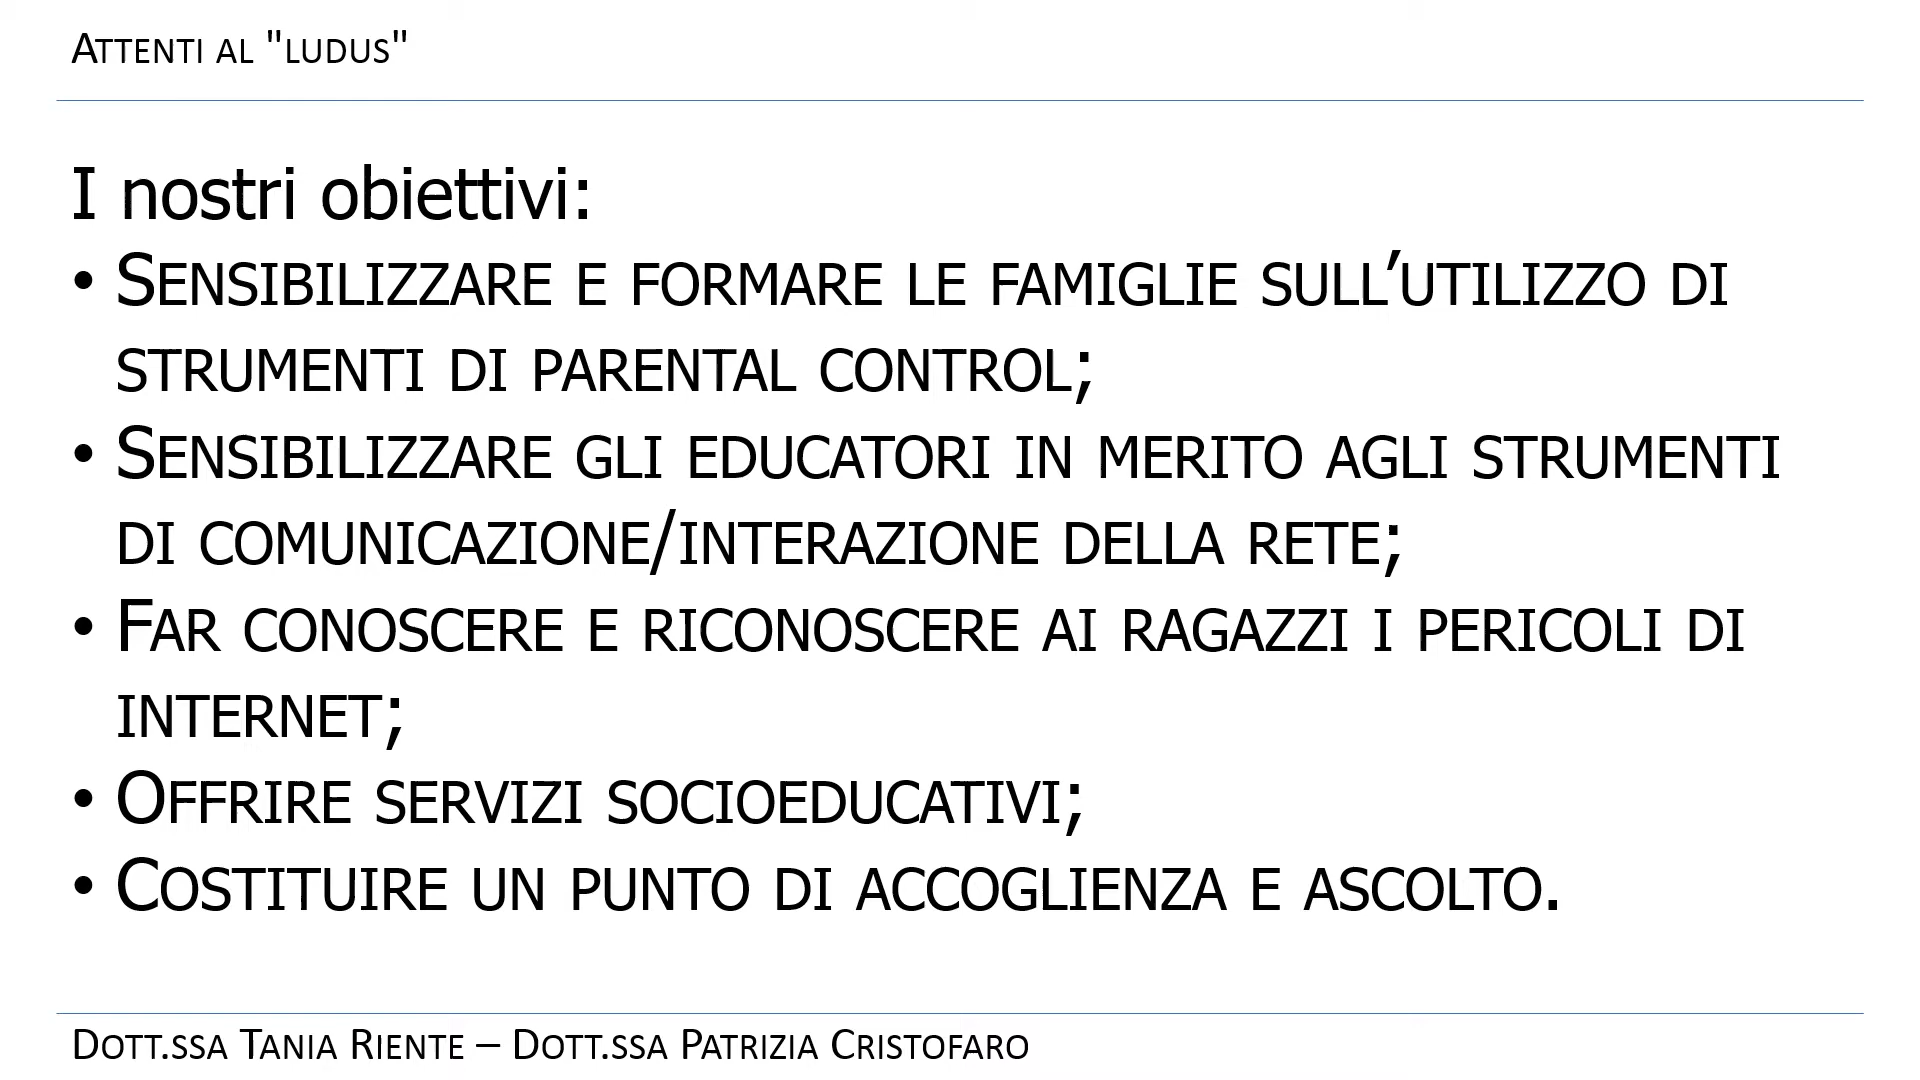 Attenti al "ludus"
I nostri obiettivi:
• Sensibilizzare e formare le famiglie sull’utilizzo di
strumenti di parental control;
• Sensibilizzare gli educatori in merito agli strumenti
di comunicazione/interazione della rete;
• Far conoscere e riconoscere ai ragazzi i pericoli di
internet;
• Offrire servizi socioeducativi;
• Costituire un punto di accoglienza e ascolto.
Dott.ssa Tania Riente – Dott.ssa Patrizia Cristofaro